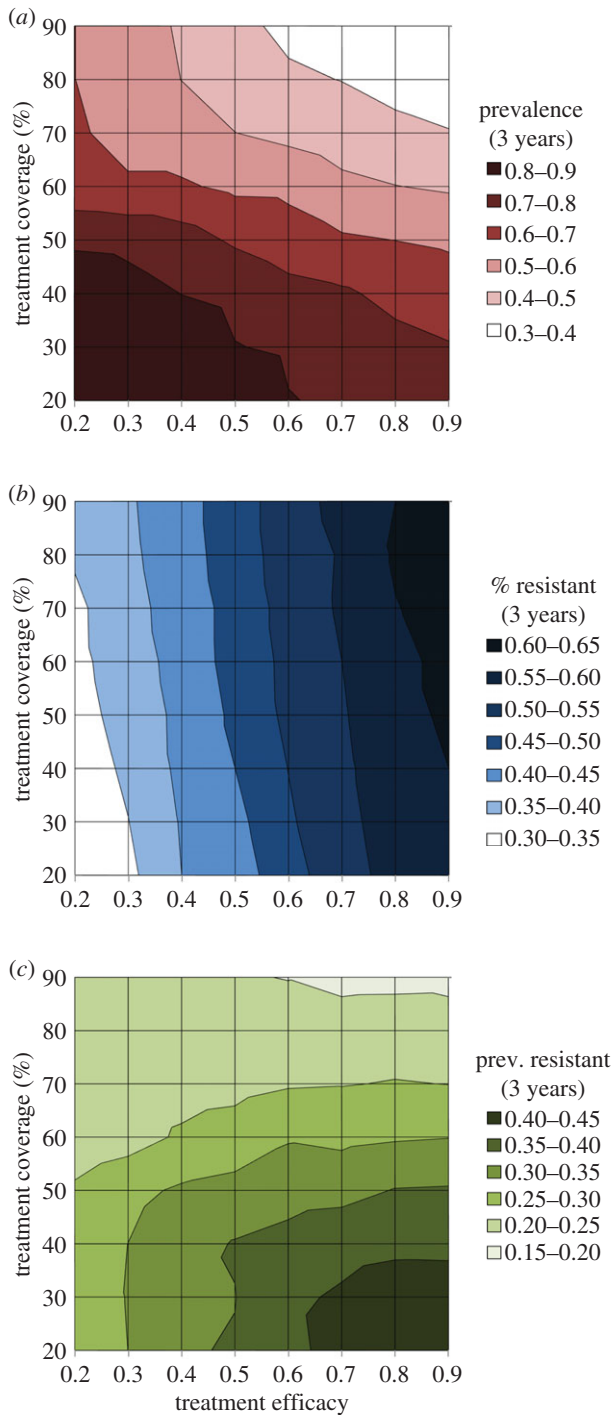 (a)
treatment coverage (%)
90
80
70
60
50
40
30
20
0.2 0.3 0.4 0.5 0.6 0.7 0.8 0.9
prevalence
(3 years)
0.8–0.9
0.7–0.8
0.6–0.7
0.5–0.6
0.4–0.5
0.3–0.4
(b)
treatment coverage (%)
90
80
70
60
50
40
30
20
0.2 0.3 0.4 0.5 0.6 0.7 0.8 0.9
% resistant
(3 years)
0.60–0.65
0.55–0.60
0.50–0.55
0.45–0.50
0.40–0.45
0.35–0.40
0.30–0.35
(c)
treatment coverage (%)
90
80
70
60
50
40
30
20
0.2 0.3 0.4 0.5 0.6 0.7 0.8 0.9
treatment efficacy
prev. resistant
(3 years)
0.40–0.45
0.35–0.40
0.30–0.35
0.25–0.30
0.20–0.25
0.15–0.20